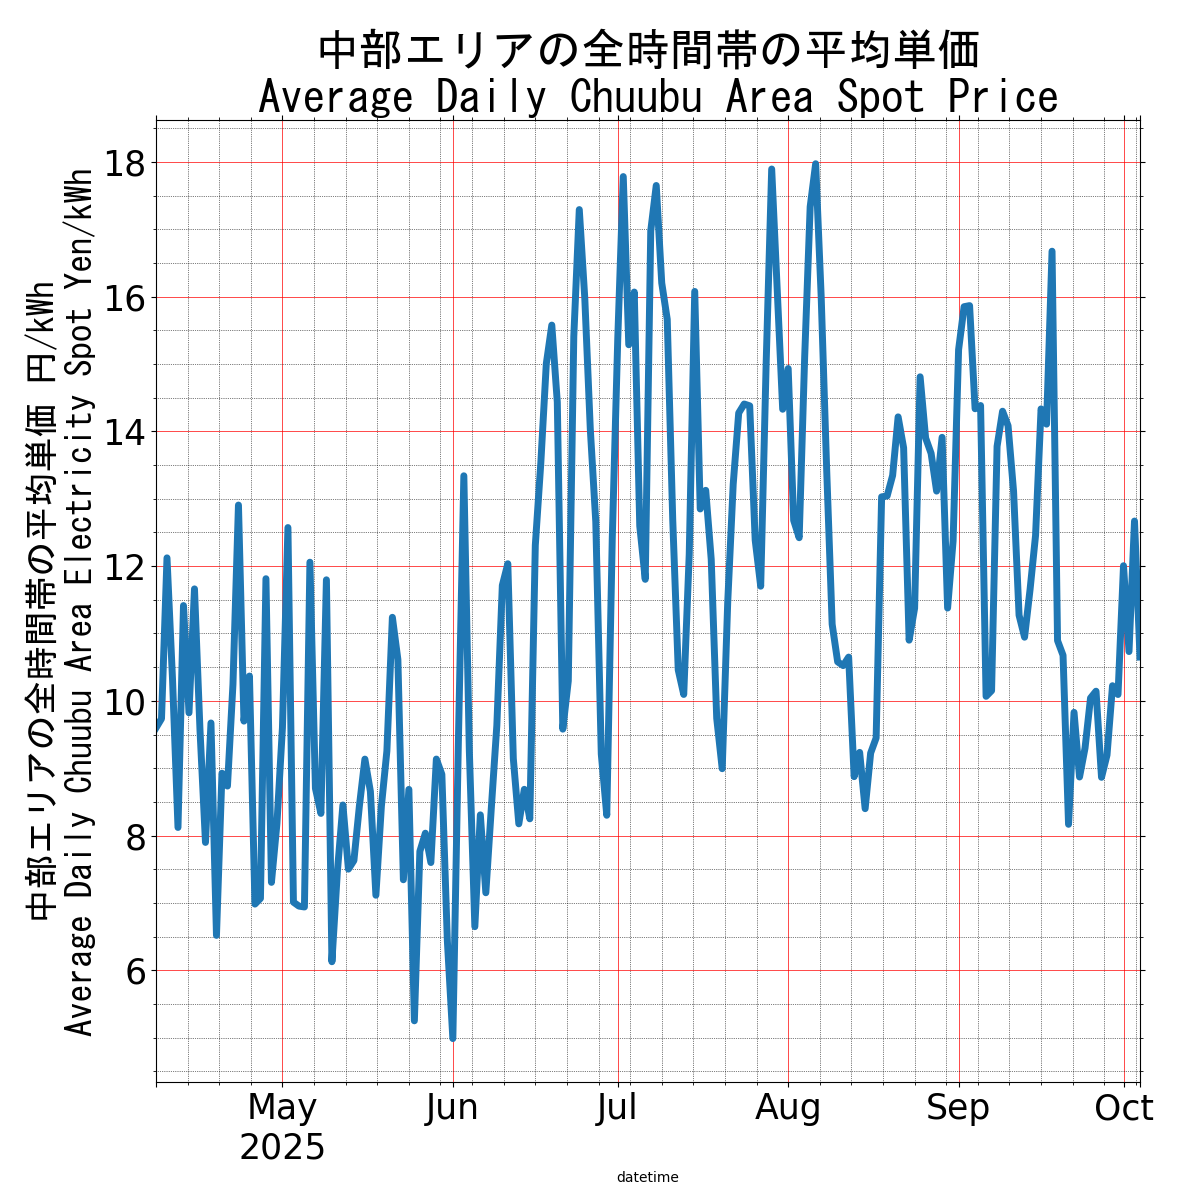 中部エリアの全時間帯の平均単価
Average Daily Chuubu Area Spot Price
中部エリアの全時間帯の平均単価 円/kWh
Average Daily Chuubu Area Electricity Spot Yen/kWh
18
16
14
12
10
8
6
May
2025
Jun
Jul
Aug
Sep
Oct
datetime